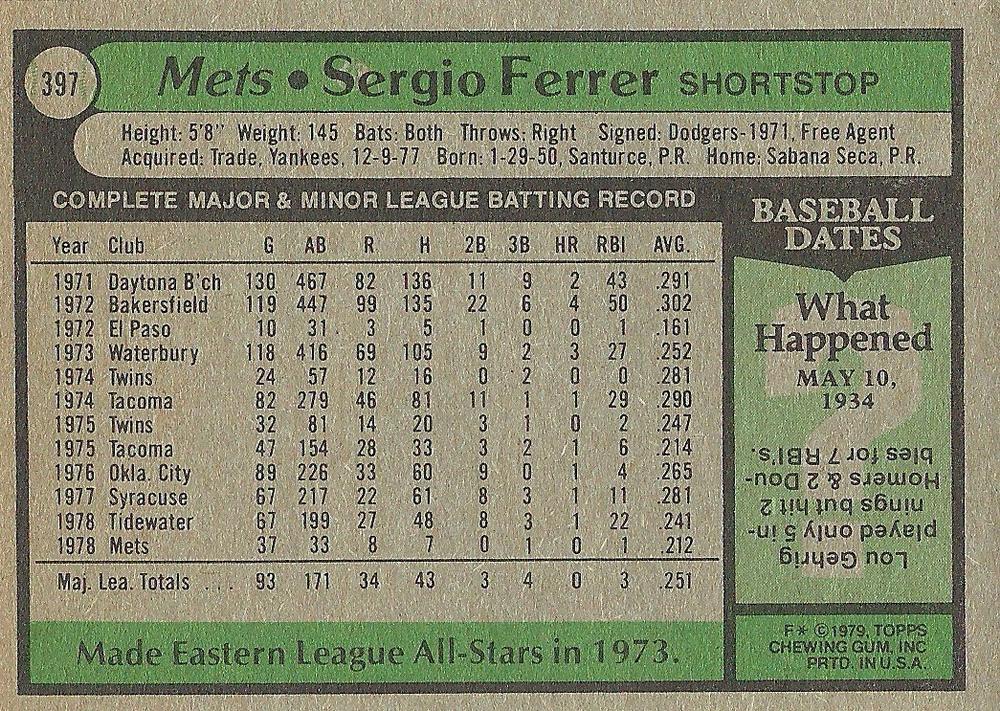 397
Mets • Sergio Ferrer SHORTSTOP
Height: 5'8" Weight: 145 Bats: Both Throws: Right Signed: Dodgers-1971, Free Agent
Acquired: Trade, Yankees, 12-9-77 Born: 1-29-50, Santurce, P.R. Home: Sabana Seca, P.R.
COMPLETE MAJOR & MINOR LEAGUE BATTING RECORD
Year Club G AB R H 2B 3B HR RBI AVG.
1971 Daytona B'ch 130 467 82 136 11 9 2 43 .291
1972 Bakersfield 119 447 99 135 22 6 4 50 .302
1972 El Paso 10 31 3 5 1 0 0 1 .161
1973 Waterbury 118 416 69 105 9 2 3 27 .252
1974 Twins 24 57 12 16 0 2 0 0 .281
1974 Tacoma 82 279 46 81 11 1 1 29 .290
1975 Twins 32 81 14 20 3 1 0 2 .247
1975 Tacoma 47 154 28 33 3 2 1 6 .214
1976 Okla. City 89 226 33 60 9 0 1 4 .265
1977 Syracuse 67 217 22 61 8 3 1 11 .281
1978 Tidewater 67 199 27 48 8 3 1 22 .241
1978 Mets 37 33 8 7 0 1 0 1 .212
Maj. Lea. Totals ... 93 171 34 43 3 4 0 3 .251
Made Eastern League All-Stars in 1973.
BASEBALL
DATES
What
Happened
MAY 10,
1934
Lou Gehrig
played only 5 in-
nings but hit 2
Homers & 2 Dou-
bles for 7 RBI's.
F* ©1979, TOPPS
CHEWING GUM, INC
PRTD. IN U.S.A.